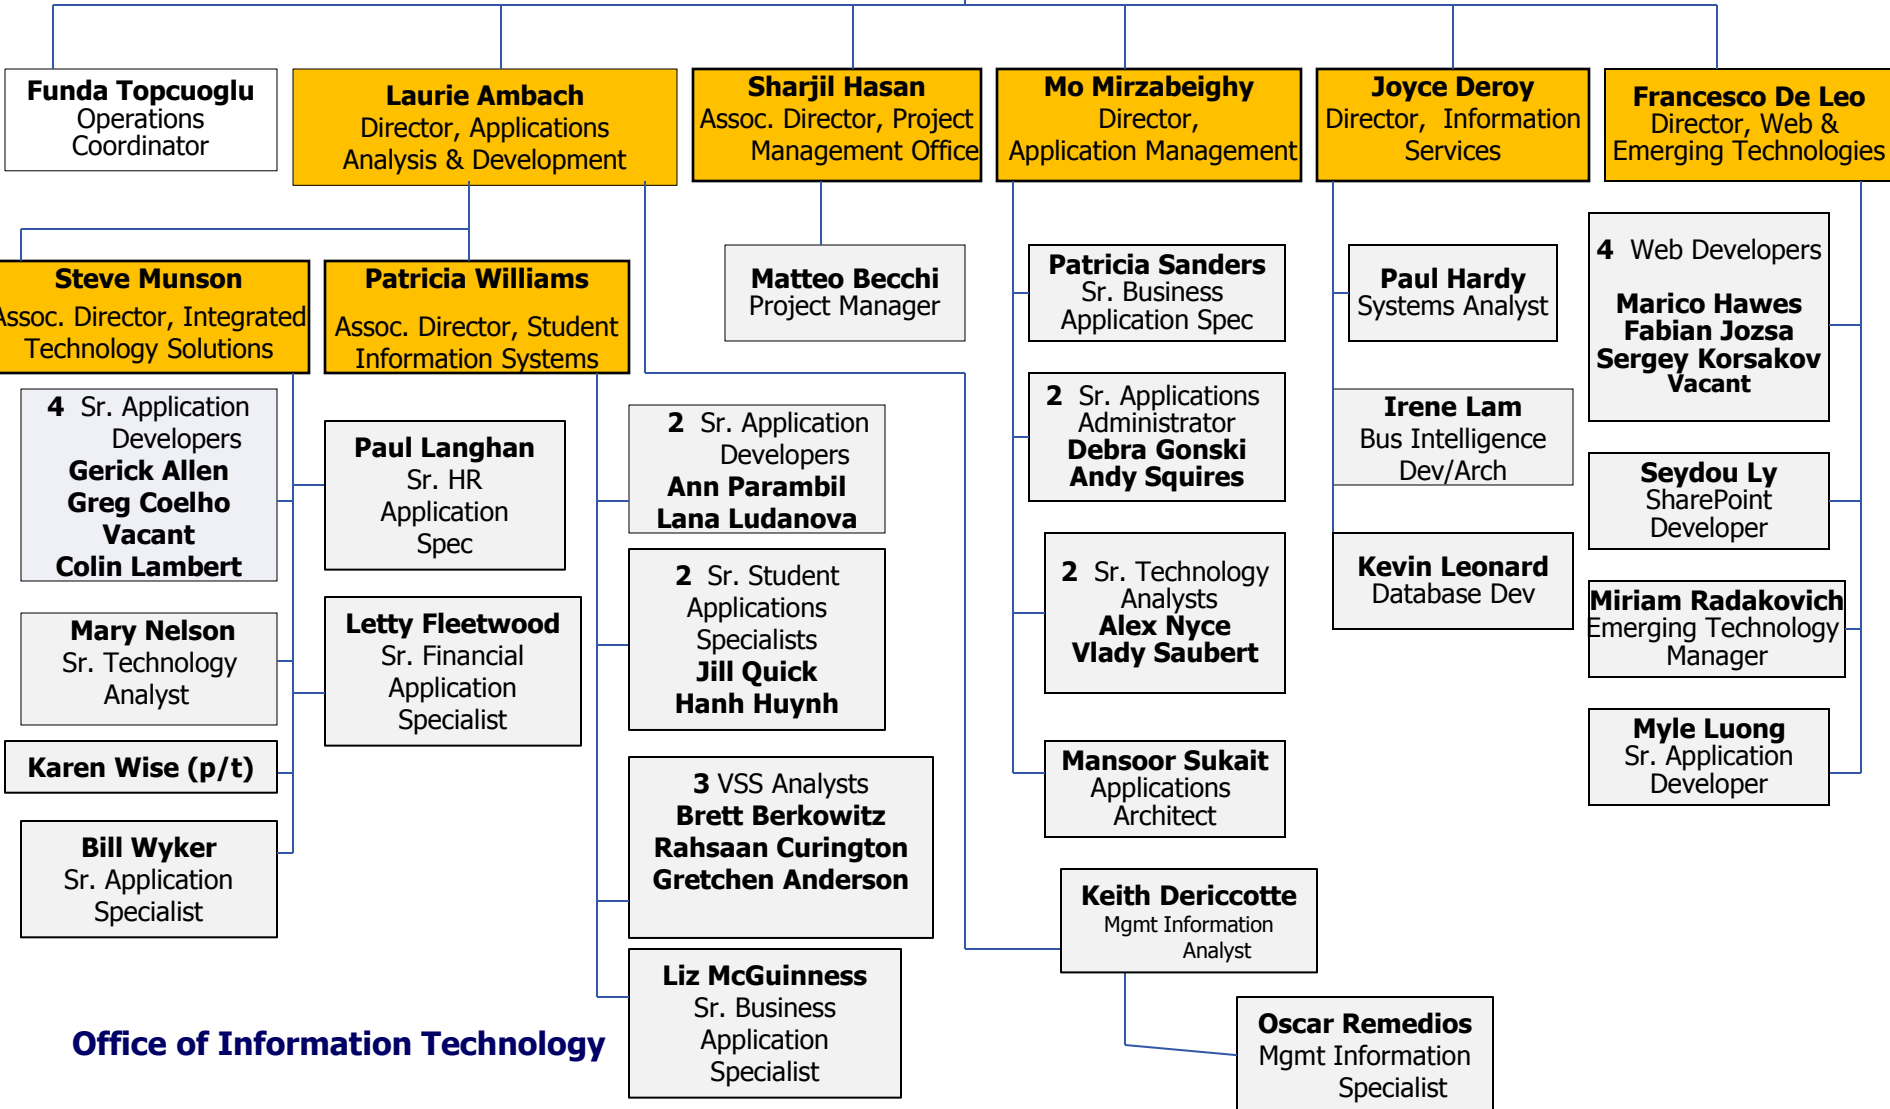 Funda Topcuoglu
Operations
Coordinator
Laurie Ambach
Director, Applications
Analysis & Development
Sharjil Hasan
Assoc. Director, Project
Management Office
Mo Mirzabeighy
Director,
Application Management
Joyce Deroy
Director, Information
Services
Francesco De Leo
Director, Web &
Emerging Technologies
Steve Munson
Assoc. Director, Integrated
Technology Solutions
Patricia Williams
Assoc. Director, Student
Information Systems
4 Sr. Application
Developers
Gerick Allen
Greg Coelho
Vacant
Colin Lambert
Mary Nelson
Sr. Technology
Analyst
Karen Wise (p/t)
Bill Wyker
Sr. Application
Specialist
Paul Langhan
Sr. HR
Application
Spec
Letty Fleetwood
Sr. Financial
Application
Specialist
2 Sr. Application
Developers
Ann Parambil
Lana Ludanova
2 Sr. Student
Applications
Specialists
Jill Quick
Hanh Huynh
3 VSS Analysts
Brett Berkowitz
Rahsaan Curington
Gretchen Anderson
Liz McGuinness
Sr. Business
Application
Specialist
Matteo Becchi
Project Manager
Patricia Sanders
Sr. Business
Application Spec
2 Sr. Applications
Administrator
Debra Gonski
Andy Squires
2 Sr. Technology
Analysts
Alex Nyce
Vlady Saubert
Mansoor Sukait
Applications
Architect
Keith Dericcotte
Mgmt Information
Analyst
Oscar Remedios
Mgmt Information
Specialist
Paul Hardy
Systems Analyst
Irene Lam
Bus Intelligence
Dev/Arch
Kevin Leonard
Database Dev
4 Web Developers
Marico Hawes
Fabian Jozsa
Sergey Korsakov
Vacant
Seydou Ly
SharePoint
Developer
Miriam Radakovich
Emerging Technology
Manager
Myle Luong
Sr. Application
Developer
Office of Information Technology